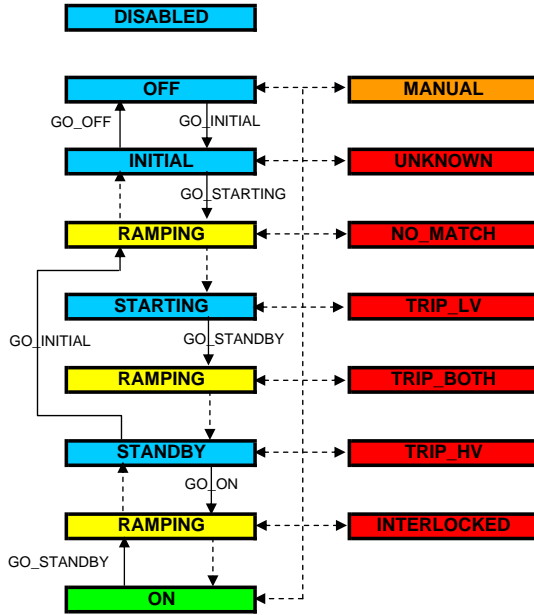 DISABLED
OFF
MANUAL
GO_OFF
GO_INITIAL
INITIAL
UNKNOWN
GO_STARTING
RAMPING
NO_MATCH
STARTING
TRIP_LV
GO_INITIAL
GO_STANDBY
RAMPING
TRIP_BOTH
STANDBY
TRIP_HV
GO_ON
RAMPING
INTERLOCKED
GO_STANDBY
ON